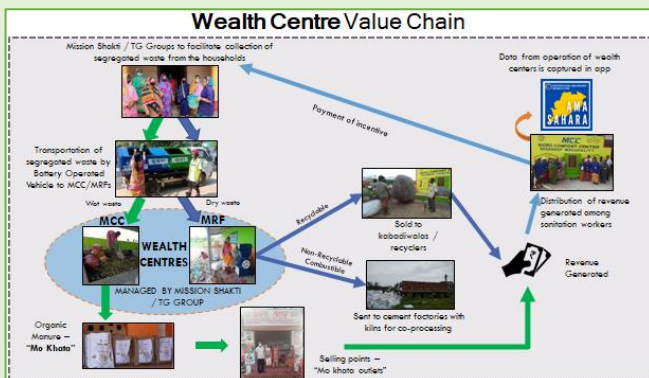 Wealth Centre Value Chain
Mission Shakti / TG Groups to facilitate collection of
segregated waste from the households
Data from operation of
wealth
centers is captured in app
AMA
SAHARA
Payment of incentive
Transportation of
segregated waste by
Battery Operated
Vehicle to MCC/MRFs
Wet waste
Dry waste
MCC
MRF
WEALTH
CENTRES
MANAGED BY MISSION SHAKTI
/ TG GROUP
Recyclable
Non-Recyclable
Combustible
Sold to
kabadiwalas /
recyclers
Sent to cement factories with
kilns for co-processing
MCC
Distribution of revenue
generated among
sanitation workers
Revenue
Generated
Organic
Manure –
"Mo Khata"
Selling points –
"Mo khata outlets"